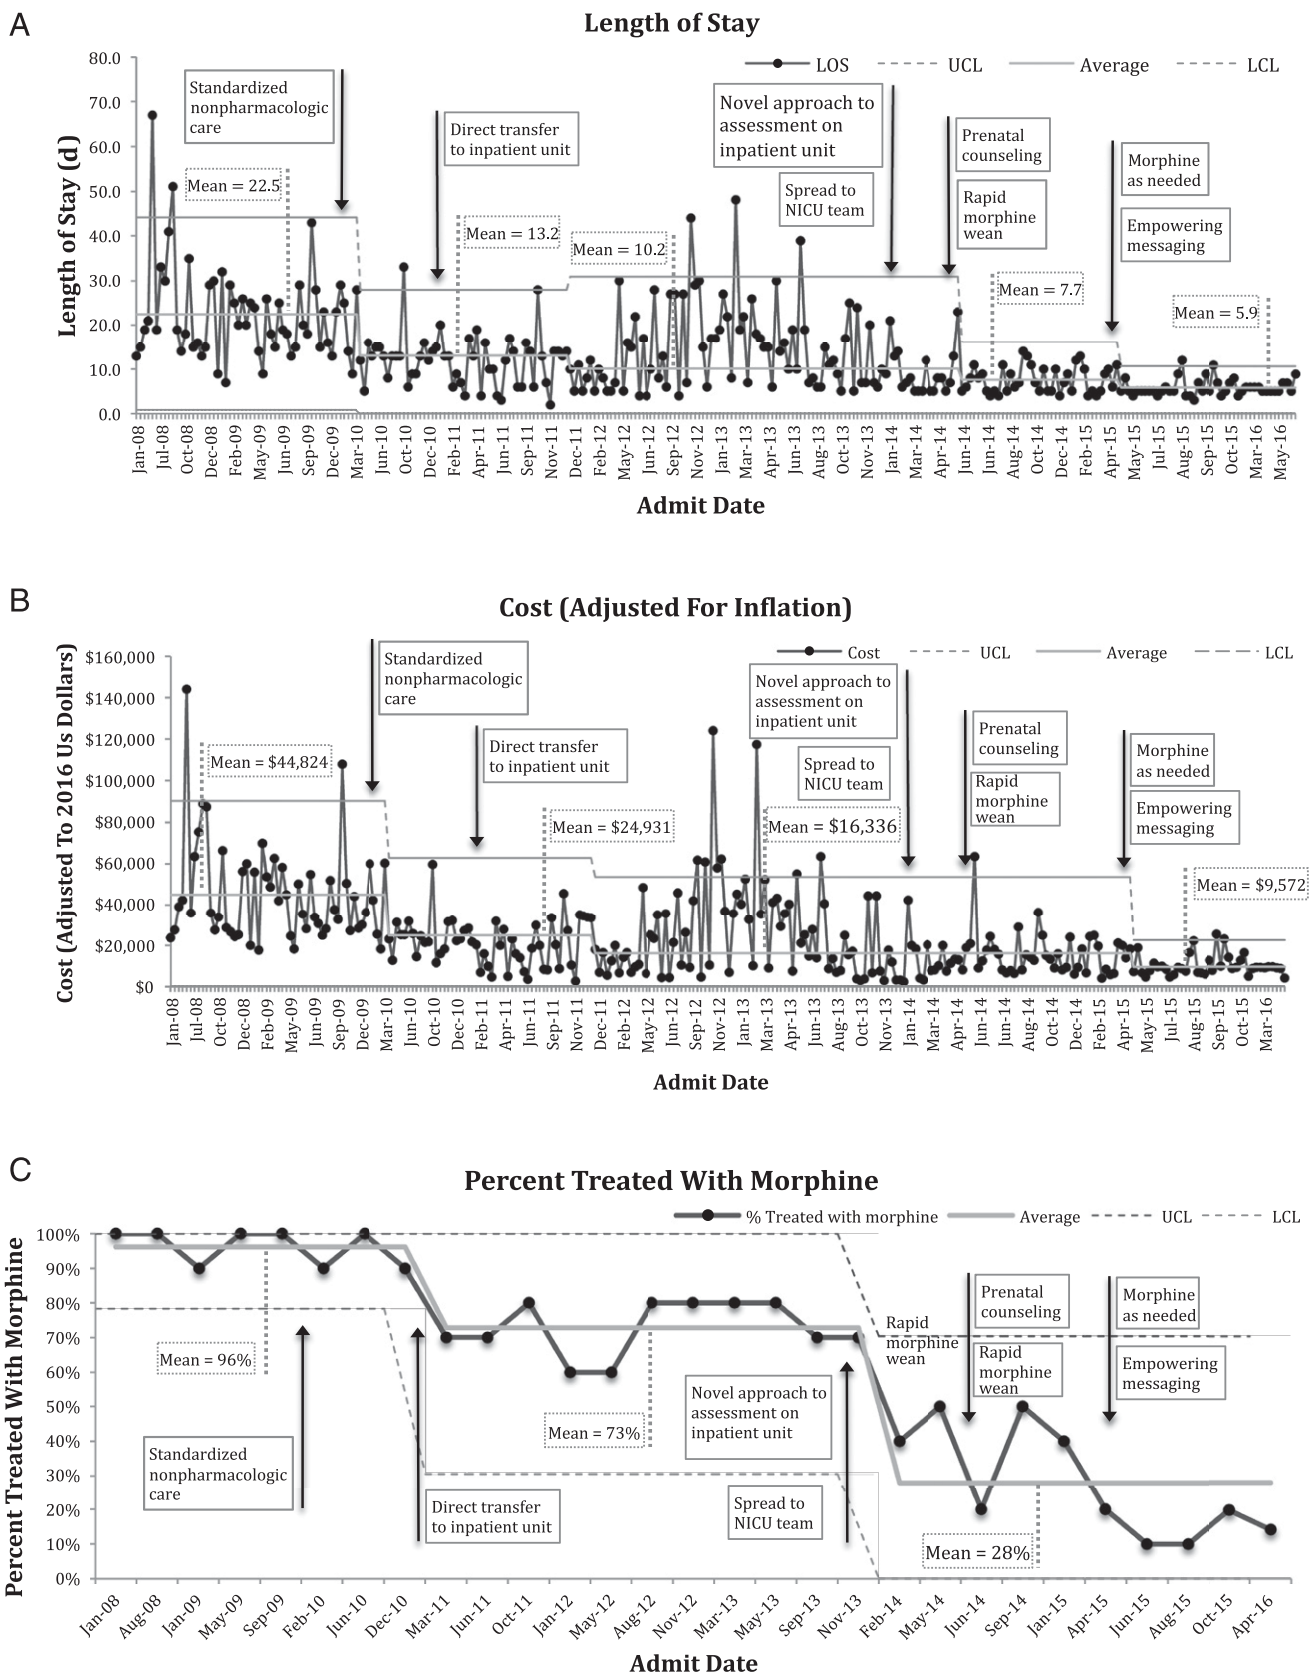 A
Length of Stay
LOS
UCL
Average
LCL
Length of Stay (d)
80.0
70.0
60.0
50.0
40.0
30.0
20.0
10.0
0.0
Standardized
nonpharmacologic
care
Direct transfer
to inpatient unit
Novel approach to
assessment on
inpatient unit
Spread to
NICU team
Prenatal
counseling
Rapid
morphine
wean
Morphine
as needed
Empowering
messaging
Mean = 22.5
Mean = 13.2
Mean = 10.2
Mean = 7.7
Mean = 5.9
Jan-08
Jul-08
Oct-08
Dec-08
Feb-09
May-09
Jun-09
Sep-09
Dec-09
Mar-10
Jun-10
Oct-10
Dec-10
Feb-11
Apr-11
Jun-11
Sep-11
Nov-11
Dec-11
Feb-12
May-12
Jun-12
Sep-12
Nov-12
Dec-12
Feb-13
Apr-13
Jun-13
Aug-13
Oct-13
Nov-13
Jan-14
Feb-14
Apr-14
Jun-14
Jun-14
Aug-14
Oct-14
Dec-14
Feb-15
Apr-15
May-15
Jul-15
Aug-15
Sep-15
Oct-15
Mar-16
May-16
Admit Date
B
Cost (Adjusted For Inflation)
Cost
UCL
Average
LCL
Cost (Adjusted To 2016 Us Dollars)
$160,000
$140,000
$120,000
$100,000
$80,000
$60,000
$40,000
$20,000
$0
Standardized
nonpharmacologic
care
Direct transfer
to inpatient unit
Novel approach to
assessment on
inpatient unit
Spread to
NICU team
Prenatal
counseling
Rapid
morphine
wean
Morphine
as needed
Empowering
messaging
Mean = $44,824
Mean = $24,931
Mean = $16,336
Mean = $9,572
Jan-08
Jul-08
Oct-08
Dec-08
Feb-09
May-09
Jun-09
Sep-09
Dec-09
Mar-10
Jun-10
Oct-10
Dec-10
Feb-11
Apr-11
Jun-11
Sep-11
Nov-11
Dec-11
Feb-12
May-12
Jun-12
Sep-12
Nov-12
Jan-13
Mar-13
Apr-13
Jun-13
Aug-13
Oct-13
Nov-13
Jan-14
Mar-14
Apr-14
Jun-14
Jun-14
Aug-14
Oct-14
Dec-14
Feb-15
Apr-15
May-15
Jul-15
Aug-15
Sep-15
Oct-15
Mar-16
Admit Date
C
Percent Treated With Morphine
% Treated with morphine
Average
UCL
LCL
Percent Treated With Morphine
100%
90%
80%
70%
60%
50%
40%
30%
20%
10%
0%
Mean = 96%
Standardized
nonpharmacologic
care
Direct transfer
to inpatient unit
Mean = 73%
Novel approach to
assessment on
inpatient unit
Spread to
NICU team
Rapid
morphine
wean
Prenatal
counseling
Rapid
morphine
wean
Morphine
as needed
Empowering
messaging
Mean = 28%
Jan-08
Aug-08
Jan-09
May-09
Sep-09
Feb-10
Jun-10
Dec-10
Mar-11
Jun-11
Oct-11
Jan-12
May-12
Aug-12
Nov-12
Mar-13
May-13
Sep-13
Nov-13
Feb-14
May-14
Jun-14
Sep-14
Jan-15
Apr-15
Jun-15
Aug-15
Oct-15
Apr-16
Admit Date